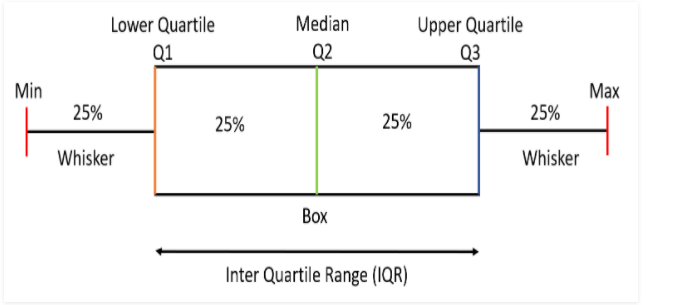 Lower Quartile
Q1
Median
Q2
Upper Quartile
Q3
Min
Max
25%
25%
25%
25%
Whisker
Whisker
Box
Inter Quartile Range (IQR)